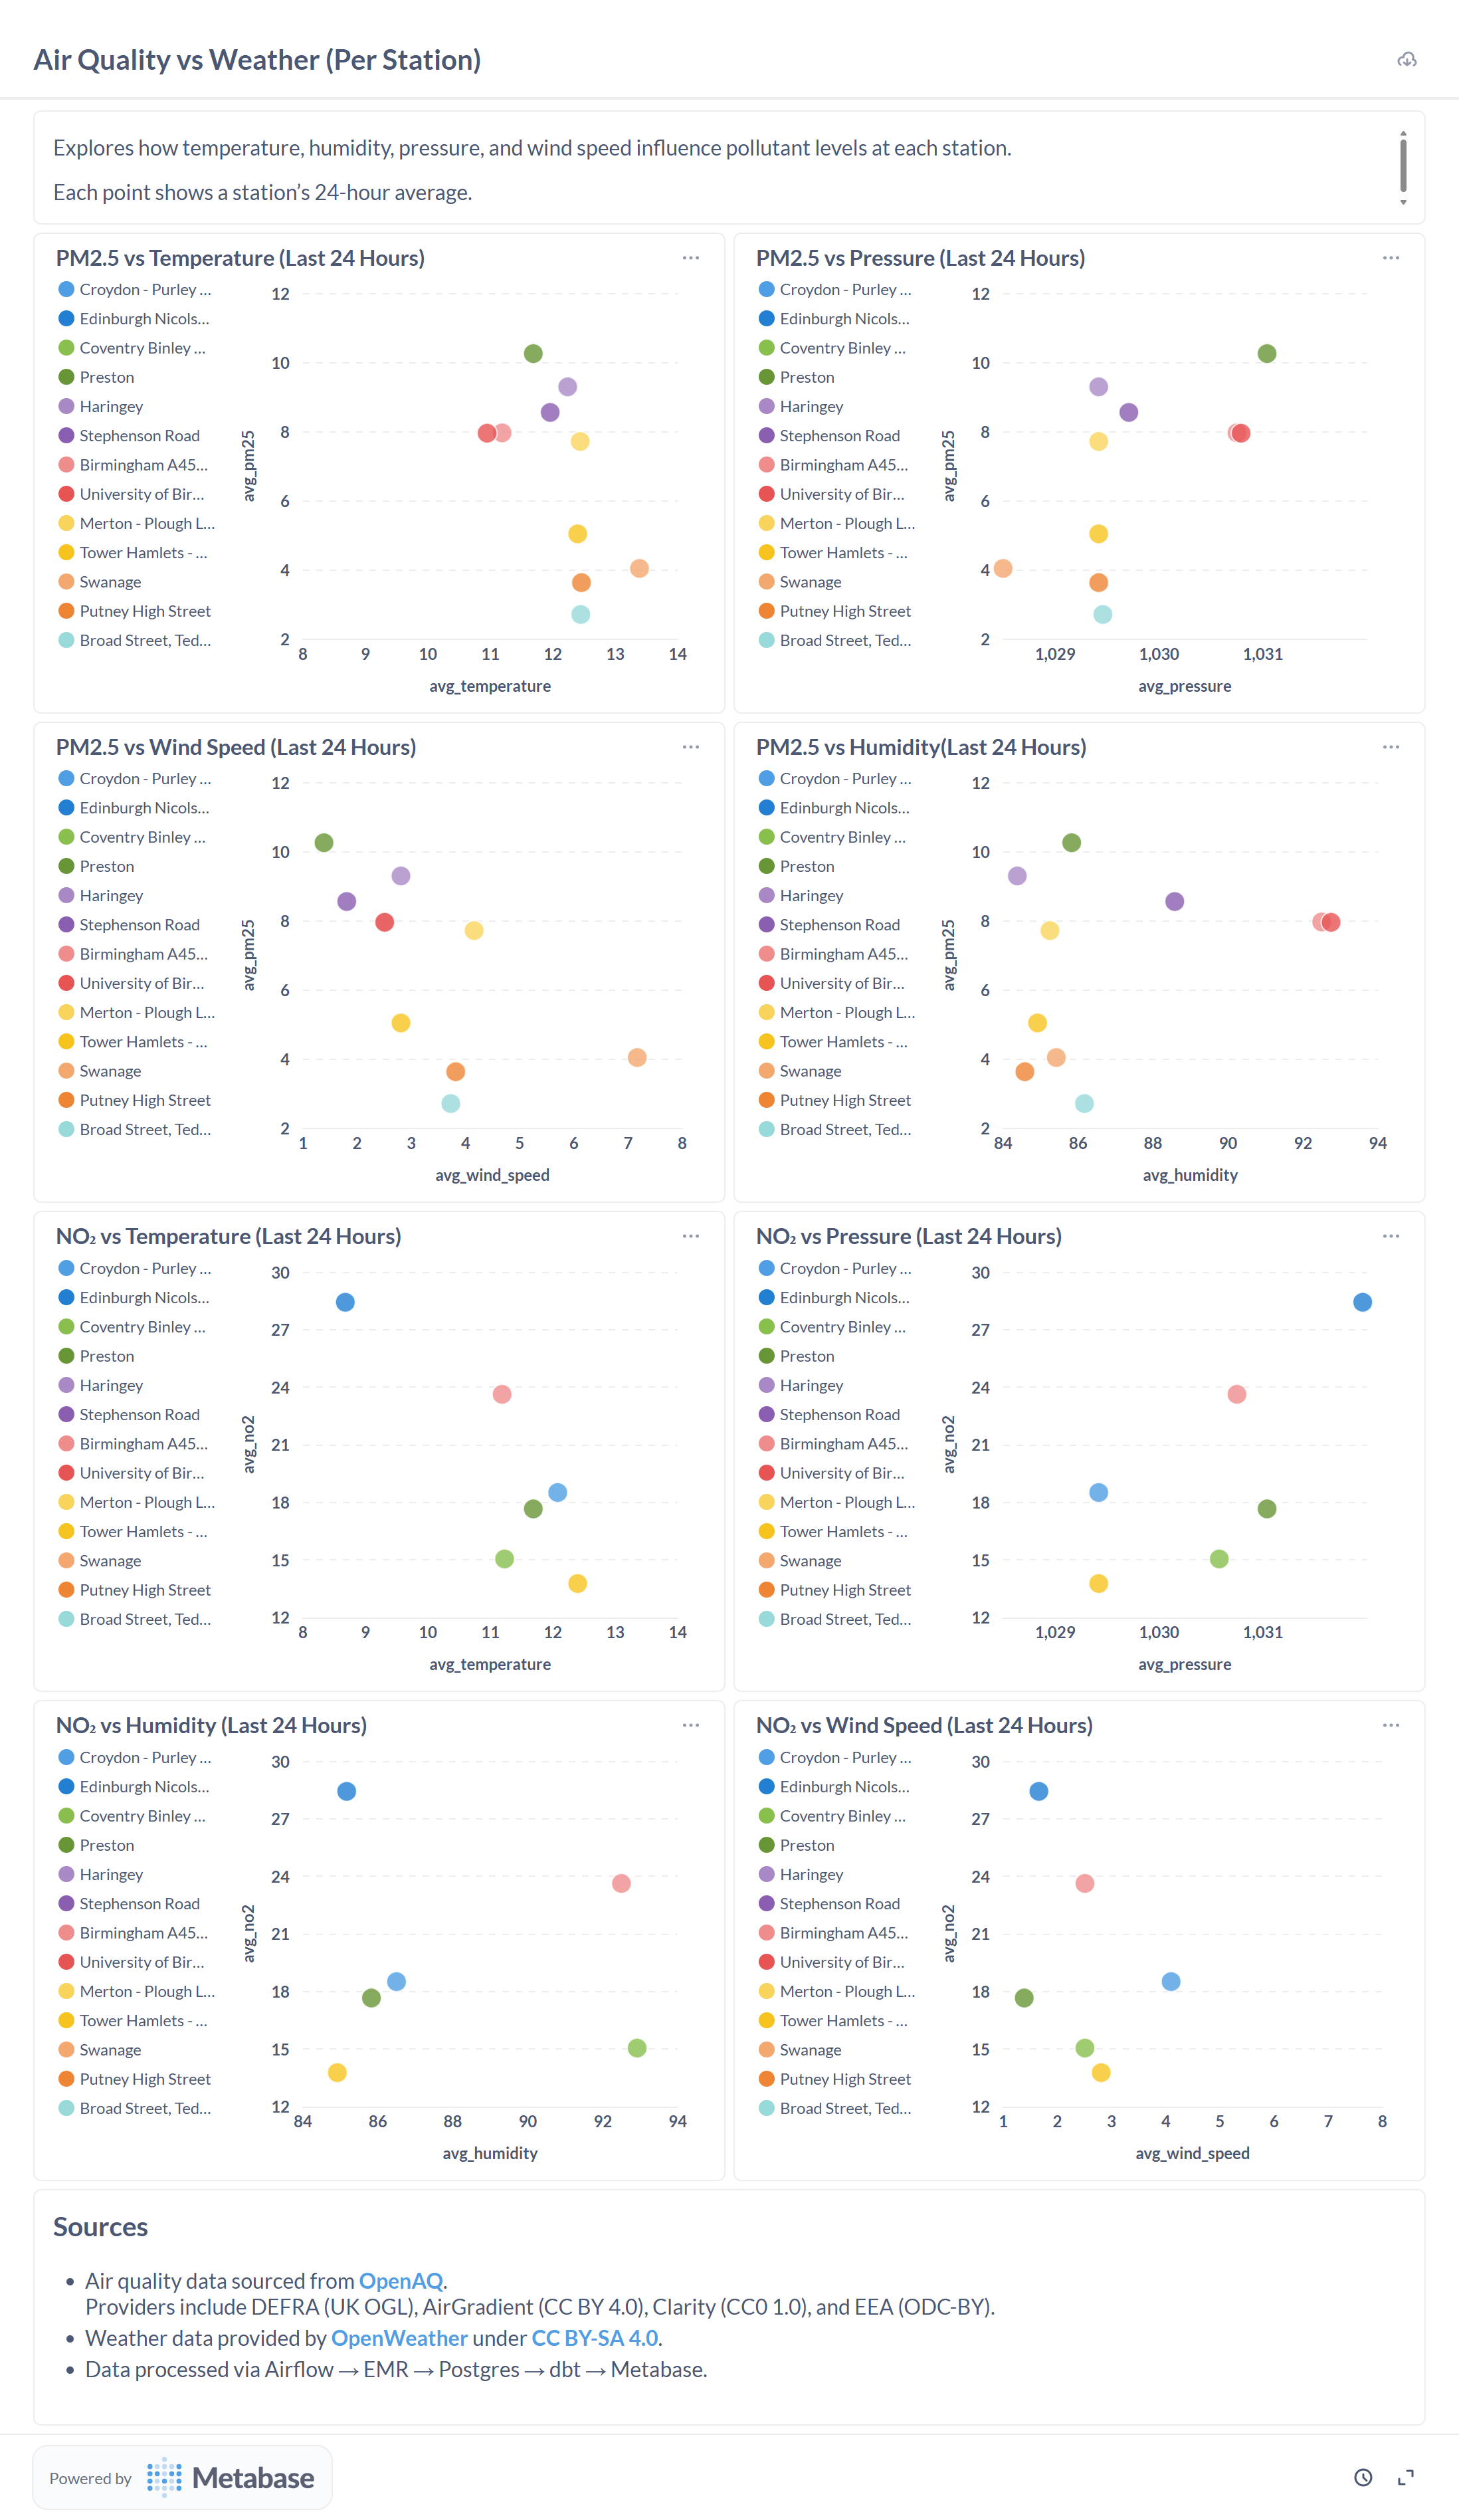 Air Quality vs Weather (Per Station)
Explores how temperature, humidity, pressure, and wind speed influence pollutant levels at each station.
Each point shows a station’s 24-hour average.
PM2.5 vs Temperature (Last 24 Hours)
Croydon - Purley ...
Edinburgh Nicols...
Coventry Binley ...
Preston
Haringey
Stephenson Road
Birmingham A45...
University of Bir...
Merton - Plough L...
Tower Hamlets - ...
Swanage
Putney High Street
Broad Street, Ted...
avg_pm25
12
10
8
6
4
2
8 9 10 11 12 13 14
avg_temperature
PM2.5 vs Pressure (Last 24 Hours)
Croydon - Purley ...
Edinburgh Nicols...
Coventry Binley ...
Preston
Haringey
Stephenson Road
Birmingham A45...
University of Bir...
Merton - Plough L...
Tower Hamlets - ...
Swanage
Putney High Street
Broad Street, Ted...
avg_pm25
12
10
8
6
4
2
1,029 1,030 1,031
avg_pressure
PM2.5 vs Wind Speed (Last 24 Hours)
Croydon - Purley ...
Edinburgh Nicols...
Coventry Binley ...
Preston
Haringey
Stephenson Road
Birmingham A45...
University of Bir...
Merton - Plough L...
Tower Hamlets - ...
Swanage
Putney High Street
Broad Street, Ted...
avg_pm25
12
10
8
6
4
2
1 2 3 4 5 6 7 8
avg_wind_speed
PM2.5 vs Humidity(Last 24 Hours)
Croydon - Purley ...
Edinburgh Nicols...
Coventry Binley ...
Preston
Haringey
Stephenson Road
Birmingham A45...
University of Bir...
Merton - Plough L...
Tower Hamlets - ...
Swanage
Putney High Street
Broad Street, Ted...
avg_pm25
12
10
8
6
4
2
84 86 88 90 92 94
avg_humidity
NO₂ vs Temperature (Last 24 Hours)
Croydon - Purley ...
Edinburgh Nicols...
Coventry Binley ...
Preston
Haringey
Stephenson Road
Birmingham A45...
University of Bir...
Merton - Plough L...
Tower Hamlets - ...
Swanage
Putney High Street
Broad Street, Ted...
avg_no2
30
27
24
21
18
15
12
8 9 10 11 12 13 14
avg_temperature
NO₂ vs Pressure (Last 24 Hours)
Croydon - Purley ...
Edinburgh Nicols...
Coventry Binley ...
Preston
Haringey
Stephenson Road
Birmingham A45...
University of Bir...
Merton - Plough L...
Tower Hamlets - ...
Swanage
Putney High Street
Broad Street, Ted...
avg_no2
30
27
24
21
18
15
12
1,029 1,030 1,031
avg_pressure
NO₂ vs Humidity (Last 24 Hours)
Croydon - Purley ...
Edinburgh Nicols...
Coventry Binley ...
Preston
Haringey
Stephenson Road
Birmingham A45...
University of Bir...
Merton - Plough L...
Tower Hamlets - ...
Swanage
Putney High Street
Broad Street, Ted...
avg_no2
30
27
24
21
18
15
12
84 86 88 90 92 94
avg_humidity
NO₂ vs Wind Speed (Last 24 Hours)
Croydon - Purley ...
Edinburgh Nicols...
Coventry Binley ...
Preston
Haringey
Stephenson Road
Birmingham A45...
University of Bir...
Merton - Plough L...
Tower Hamlets - ...
Swanage
Putney High Street
Broad Street, Ted...
avg_no2
30
27
24
21
18
15
12
1 2 3 4 5 6 7 8
avg_wind_speed
Sources
• Air quality data sourced from OpenAQ.
Providers include DEFRA (UK OGL), AirGradient (CC BY 4.0), Clarity (CC0 1.0), and EEA (ODC-BY).
• Weather data provided by OpenWeather under CC BY-SA 4.0.
• Data processed via Airflow → EMR → Postgres → dbt → Metabase.
Powered by Metabase